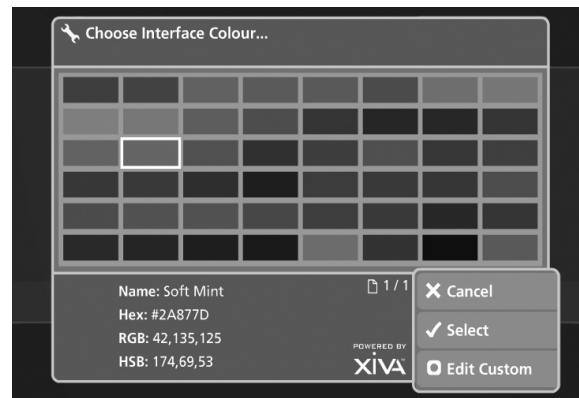 Choose Interface Colour...
Name: Soft Mint
Hex: #2A877D
RGB: 42,135,125
HSB: 174,69,53
1 / 1
POWERED BY
XiVA
Cancel
Select
Edit Custom